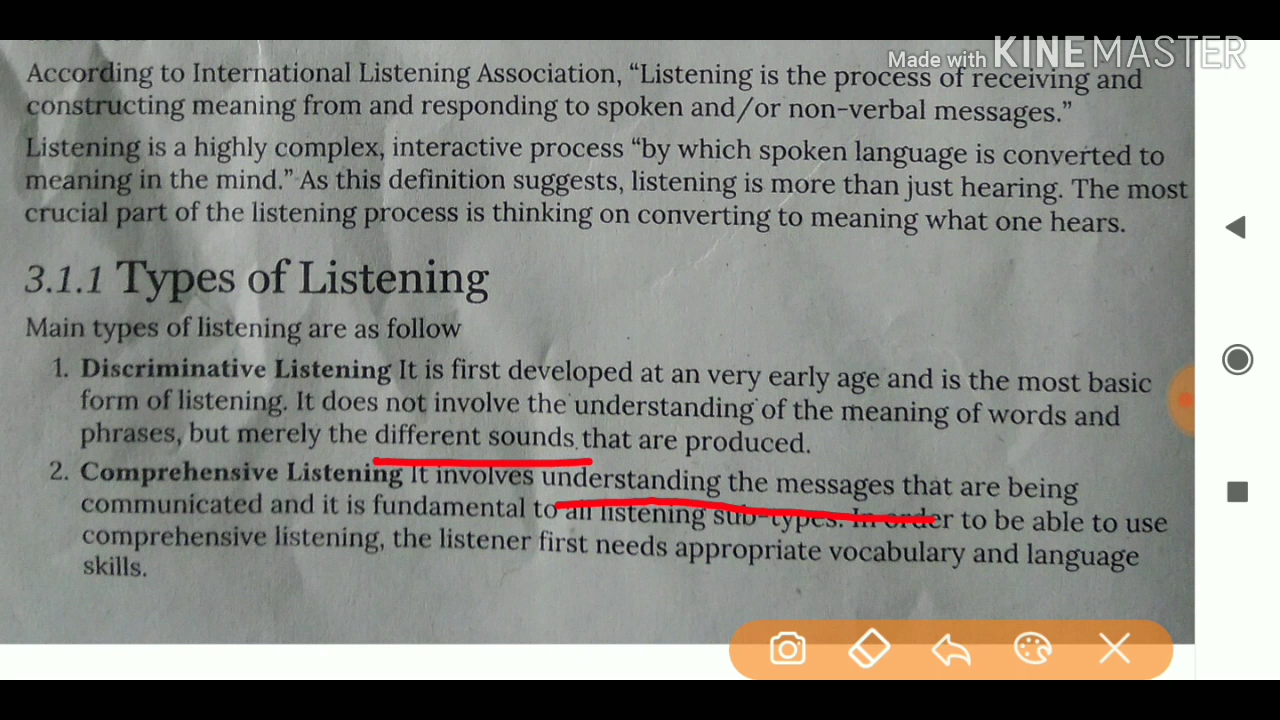 Made with KINEMASTER
According to International Listening Association, “Listening is the process of receiving and
constructing meaning from and responding to spoken and/or non-verbal messages.”
Listening is a highly complex, interactive process “by which spoken language is converted to
meaning in the mind.” As this definition suggests, listening is more than just hearing. The most
crucial part of the listening process is thinking on converting to meaning what one hears.
3.1.1 Types of Listening
Main types of listening are as follow
1. Discriminative Listening It is first developed at an very early age and is the most basic
form of listening. It does not involve the understanding of the meaning of words and
phrases, but merely the different sounds that are produced.
2. Comprehensive Listening It involves understanding the messages that are being
communicated and it is fundamental to all listening sub-types. In order to be able to use
comprehensive listening, the listener first needs appropriate vocabulary and language
skills.